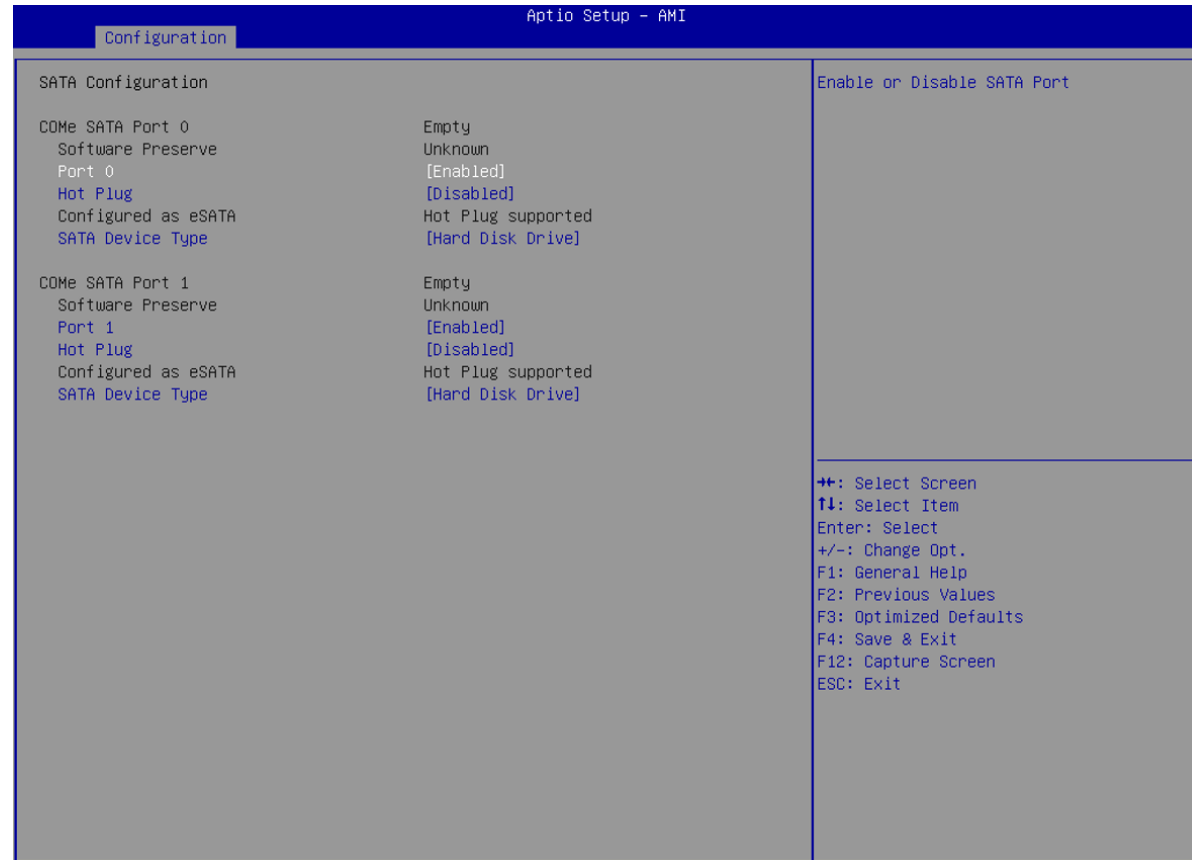 Aptio Setup – AMI
Configuration
SATA Configuration
COMe SATA Port 0 Empty
Software Preserve Unknown
Port 0 [Enabled]
Hot Plug [Disabled]
Configured as eSATA Hot Plug supported
SATA Device Type [Hard Disk Drive]
COMe SATA Port 1 Empty
Software Preserve Unknown
Port 1 [Enabled]
Hot Plug [Disabled]
Configured as eSATA Hot Plug supported
SATA Device Type [Hard Disk Drive]
Enable or Disable SATA Port
→←: Select Screen
↑↓: Select Item
Enter: Select
+/-: Change Opt.
F1: General Help
F2: Previous Values
F3: Optimized Defaults
F4: Save & Exit
F12: Capture Screen
ESC: Exit